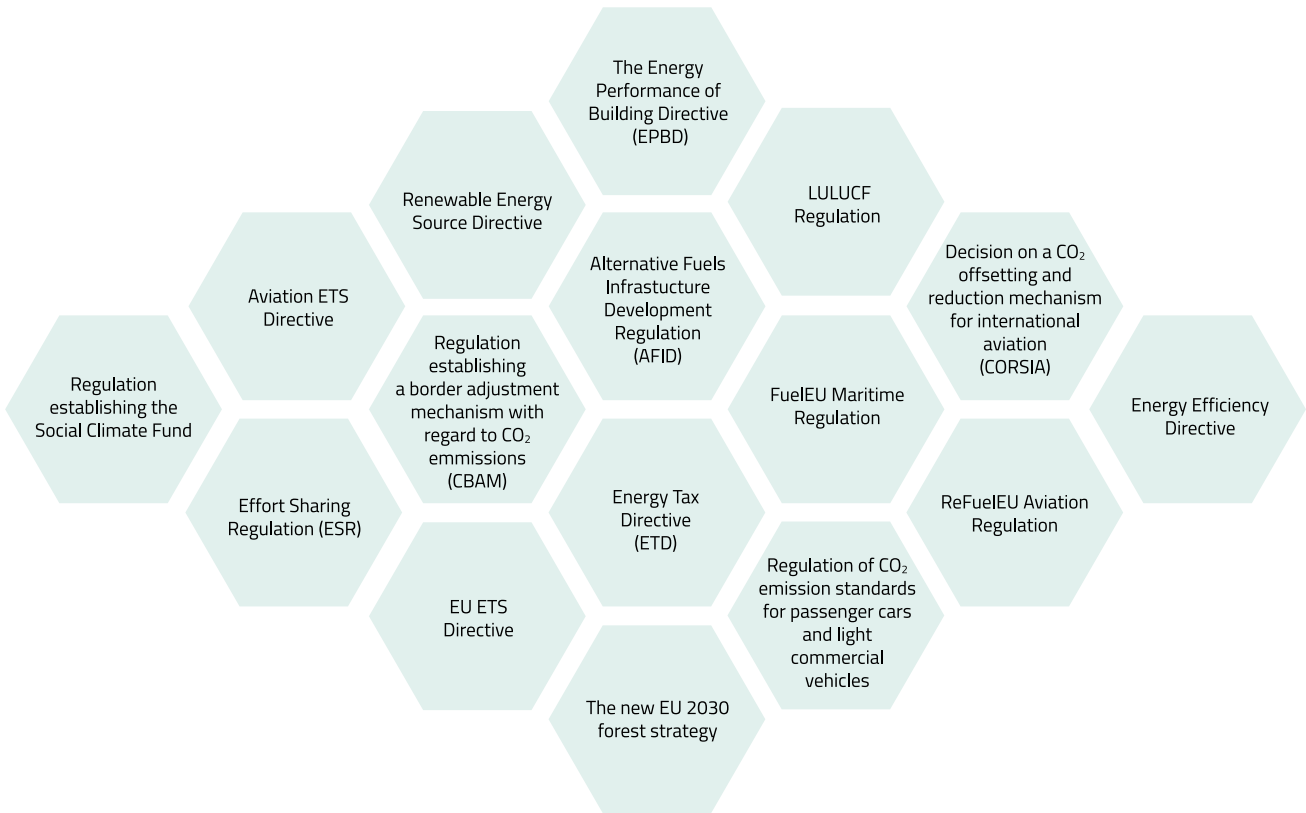 The Energy
Performance of
Building Directive
(EPBD)
Renewable Energy
Source Directive
LULUCF
Regulation
Aviation ETS
Directive
Alternative Fuels
Infrastucture
Development
Regulation
(AFID)
Decision on a CO₂
offsetting and
reduction mechanism
for international
aviation
(CORSIA)
Regulation
establishing the
Social Climate Fund
Regulation
establishing
a border adjustment
mechanism with
regard to CO₂
emmissions
(CBAM)
FuelEU Maritime
Regulation
Energy Efficiency
Directive
Effort Sharing
Regulation (ESR)
Energy Tax
Directive
(ETD)
ReFuelEU Aviation
Regulation
EU ETS
Directive
Regulation of CO₂
emission standards
for passenger cars
and light
commercial
vehicles
The new EU 2030
forest strategy